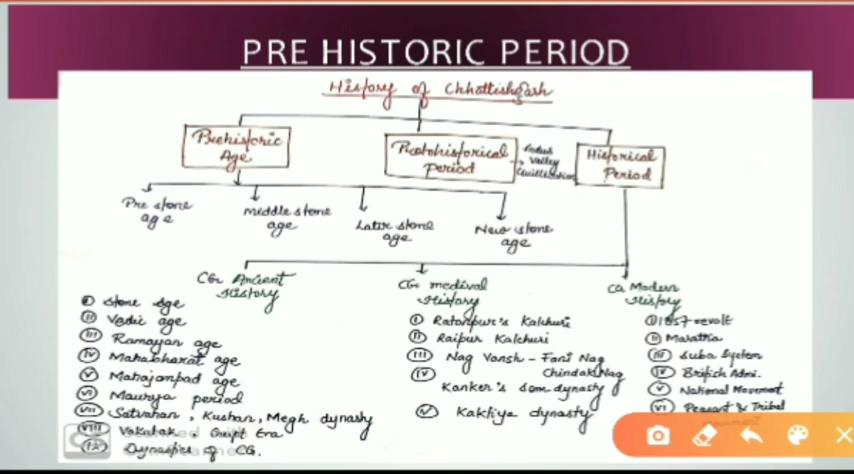 PRE HISTORIC PERIOD
History of Chhattishgarh
Prehistoric
Age
Protohistorical
Period
Indus
Valley
Civilization
Historical
Period
Pre stone
age
Middle stone
age
Later stone
age
New stone
age
CG Ancient
History
I Stone Age
II Vedic age
III Ramayan age
IV Mahabharat age
V Mahajanpad age
VI Maurya period
VII Satvahan, Kushan, Megh dynasty
VIII Vakatak, Gupt Era
IX Dynasties of CG.
CG medival
History
I Ratanpur's Kalchuri
II Raipur Kalchuri
III Nag Vansh - Fani Nag
Chindak Nag
IV Kanker's Som dynasty
V Kaktiya dynasty
CG Modern
History
I 1857 revolt
II Maratha
III Suba System
IV British Admi.
V National Movement
VI Peasant & Tribal